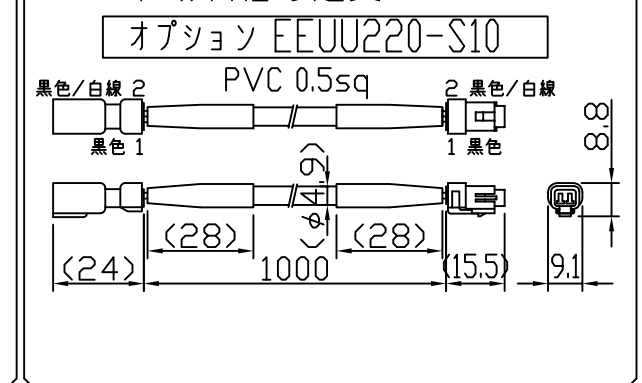 オプション EEUU220-S10
PVC 0.5sq
黒色/白線 2
2 黒色/白線
黒色 1
1 黒色
8.8
(φ4.9)
(28)
(28)
(24)
1000
(15.5)
9.1